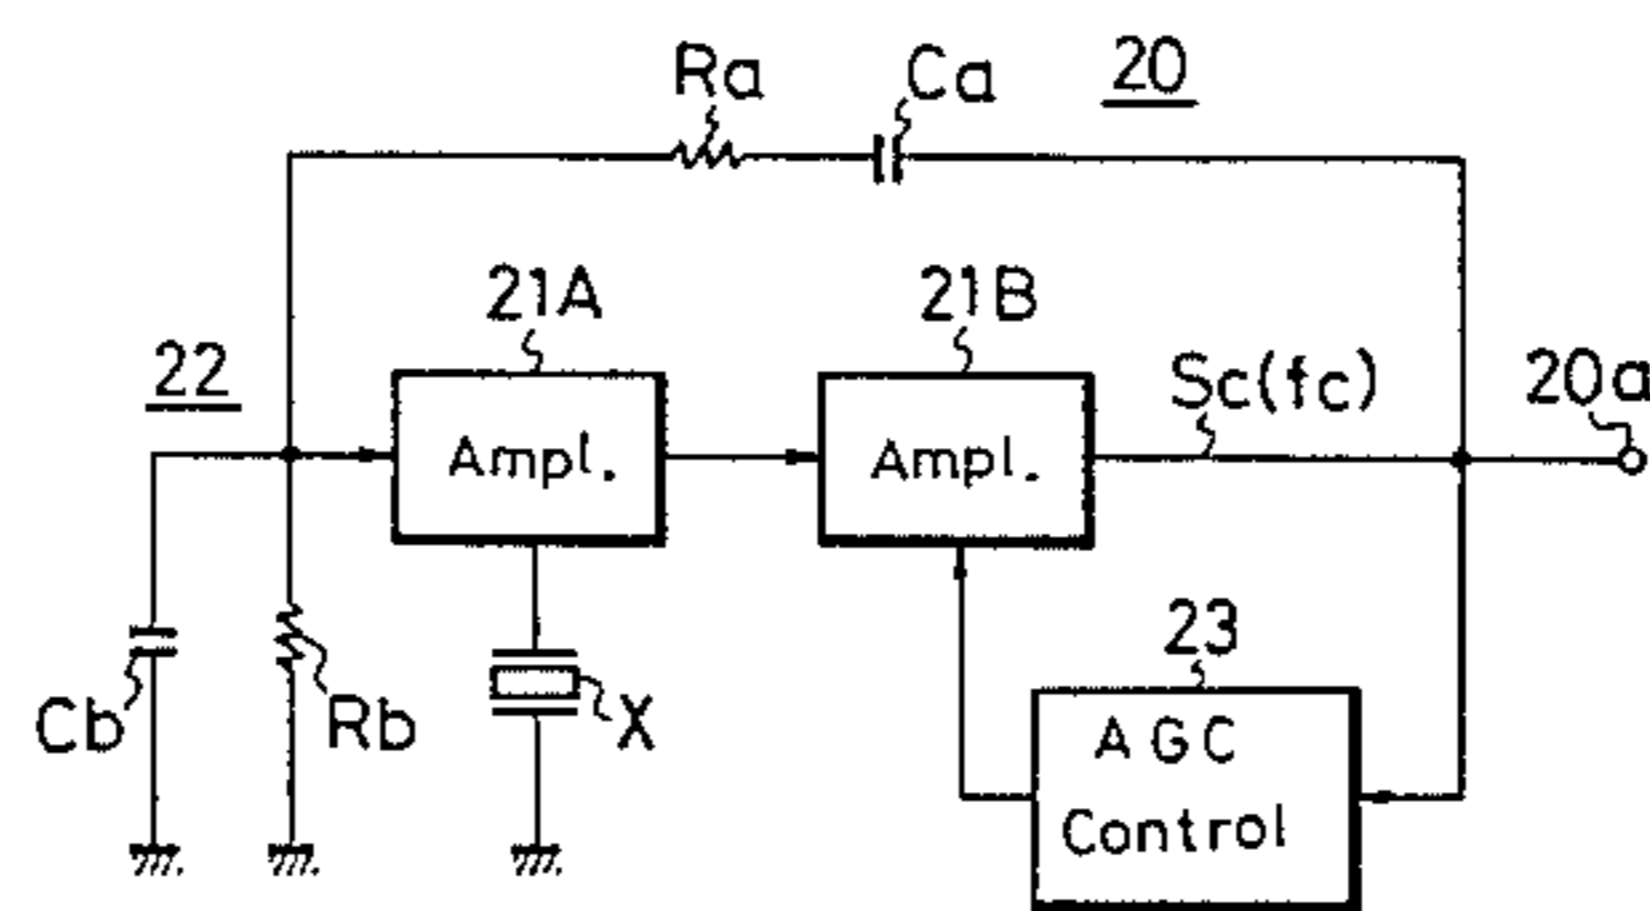 Ra
Ca
20
21A
21B
22
Sc(fc)
20a
Ampl.
Ampl.
23
Cb
Rb
X
AGC
Control